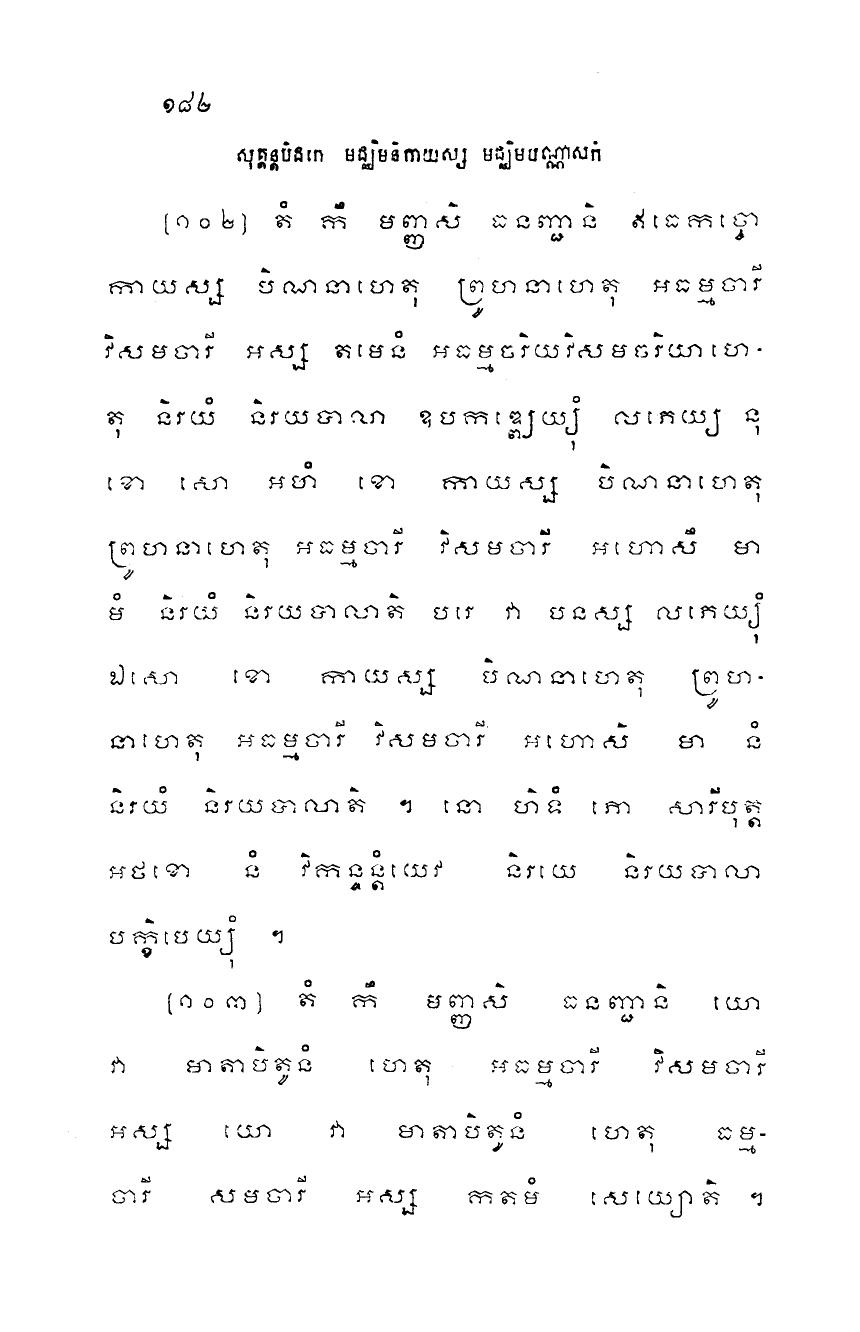 ១៨២
សុត្តន្តបិដកេ មជ្ឈិមនិកាយស្ស មជ្ឈិមបណ្ណាសកំ
(១០២) តំ កឹ មញ្ញសិ ធនញ្ជានិ ឥធេកច្ចោ
កាយស្ស បិណនាហេតុ ព្រូហនាហេតុ អធម្មចារី
វិសមចារី អស្ស តមេនំ អធម្មចរិយវិសមចរិយាហេ-
តុ និរយំ និរយបាលា ឧបកឌ្ឍេយ្យុំ លភេយ្យ នុ
ខោ សោ អហំ ខោ កាយស្ស បិណនាហេតុ
ព្រូហនាហេតុ អធម្មចារី វិសមចារី អហោសឹ មា
មំ និរយំ និរយបាលាតិ បរេ វា បនស្ស លភេយ្យុំ
ឯសោ ខោ កាយស្ស បិណនាហេតុ ព្រូហ-
នាហេតុ អធម្មចារី វិសមចារី អហោសិ មា នំ
និរយំ និរយបាលាតិ ។ នោ ហិទំ ភោ សារីបុត្ត
អថខោ នំ វិកន្ទន្តំយេវ និរយេ និរយបាលា
បក្ខិបេយ្យុំ ។
(១០៣) តំ កឹ មញ្ញសិ ធនញ្ជានិ យោ
វា មាតាបិតូនំ ហេតុ អធម្មចារី វិសមចារី
អស្ស យោ វា មាតាបិតូនំ ហេតុ ធម្ម-
ចារី សមចារី អស្ស កតមំ សេយ្យោតិ ។